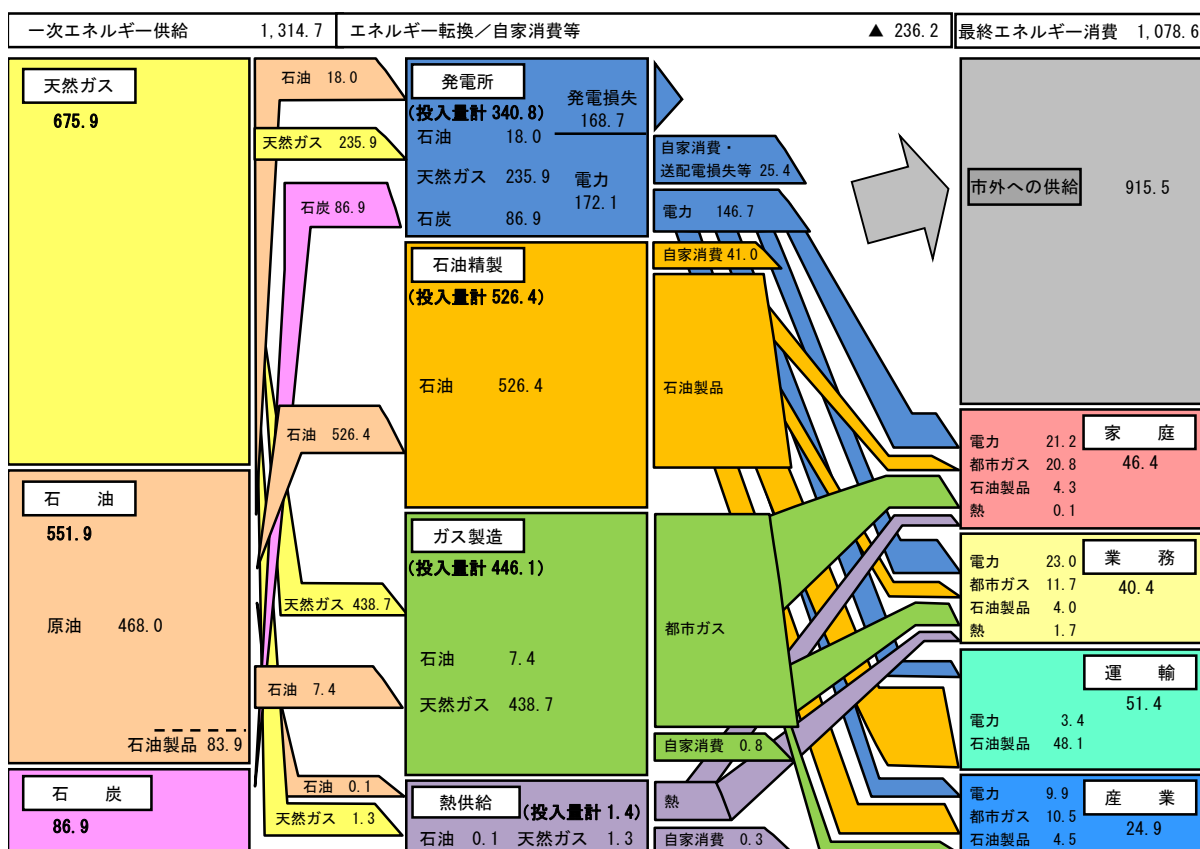 一次エネルギー供給 1,314.7
エネルギー転換／自家消費等 ▲ 236.2
最終エネルギー消費 1,078.6
天然ガス
675.9
石　油
551.9
原油 468.0
石油製品 83.9
石　炭
86.9
石油 18.0
天然ガス 235.9
石炭 86.9
石油 526.4
天然ガス 438.7
石油 7.4
石油 0.1
天然ガス 1.3
発電所
(投入量計 340.8)
石油 18.0
天然ガス 235.9
石炭 86.9
発電損失
168.7
電力
172.1
石油精製
(投入量計 526.4)
石油 526.4
ガス製造
(投入量計 446.1)
石油 7.4
天然ガス 438.7
熱供給 (投入量計 1.4)
石油 0.1 天然ガス 1.3
自家消費・
送配電損失等 25.4
電力 146.7
自家消費 41.0
石油製品
都市ガス
自家消費 0.8
熱
自家消費 0.3
市外への供給 915.5
家　庭
46.4
電力 21.2
都市ガス 20.8
石油製品 4.3
熱 0.1
業　務
40.4
電力 23.0
都市ガス 11.7
石油製品 4.0
熱 1.7
運　輸
51.4
電力 3.4
石油製品 48.1
産　業
24.9
電力 9.9
都市ガス 10.5
石油製品 4.5